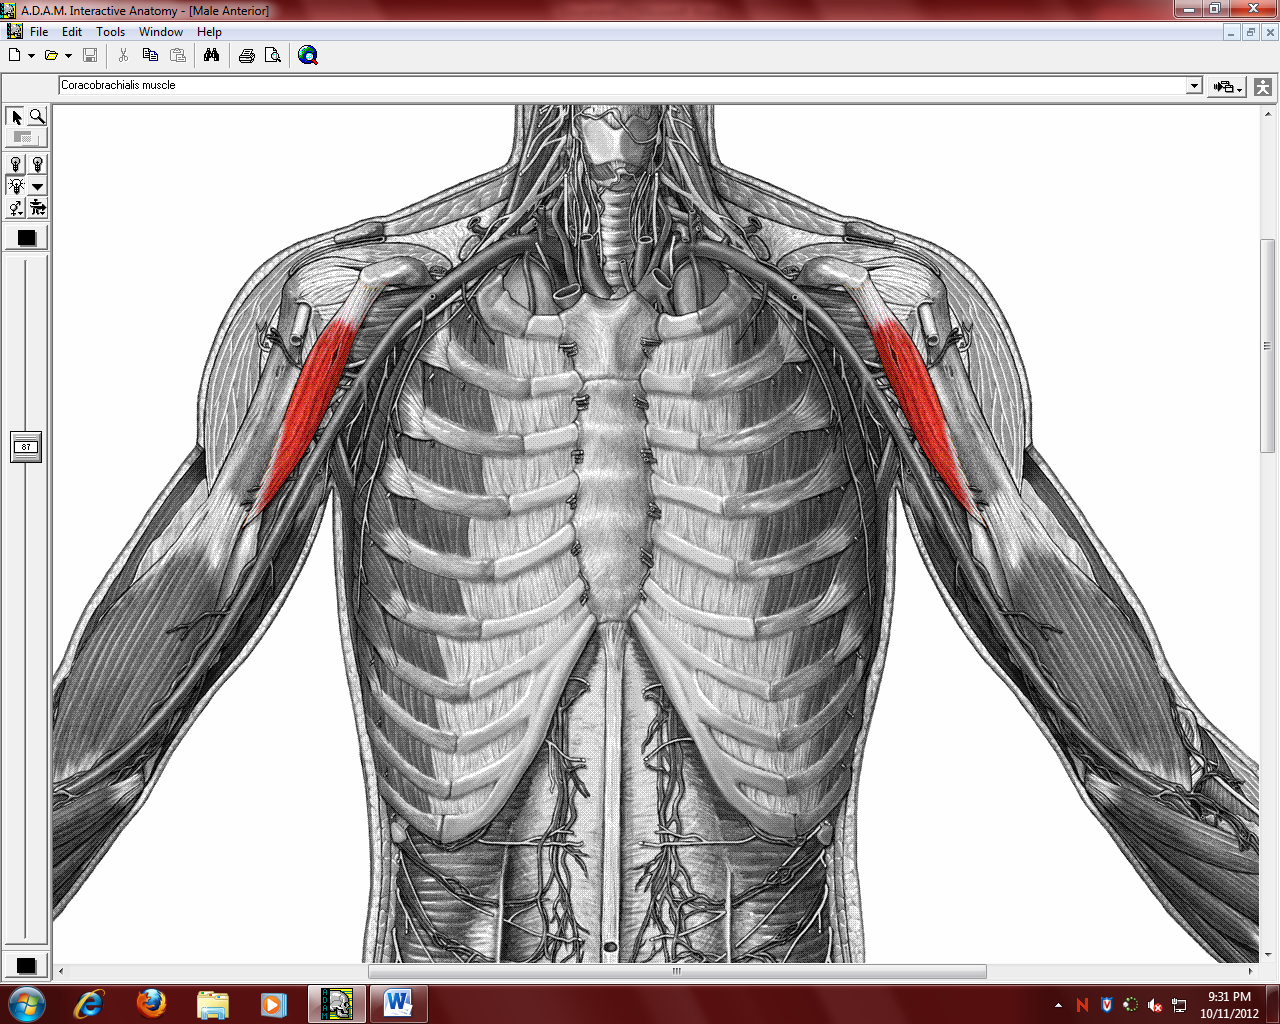 A.D.A.M. Interactive Anatomy - [Male Anterior]
File Edit Tools Window Help
Coracobrachialis muscle
87
9:31 PM
10/11/2012